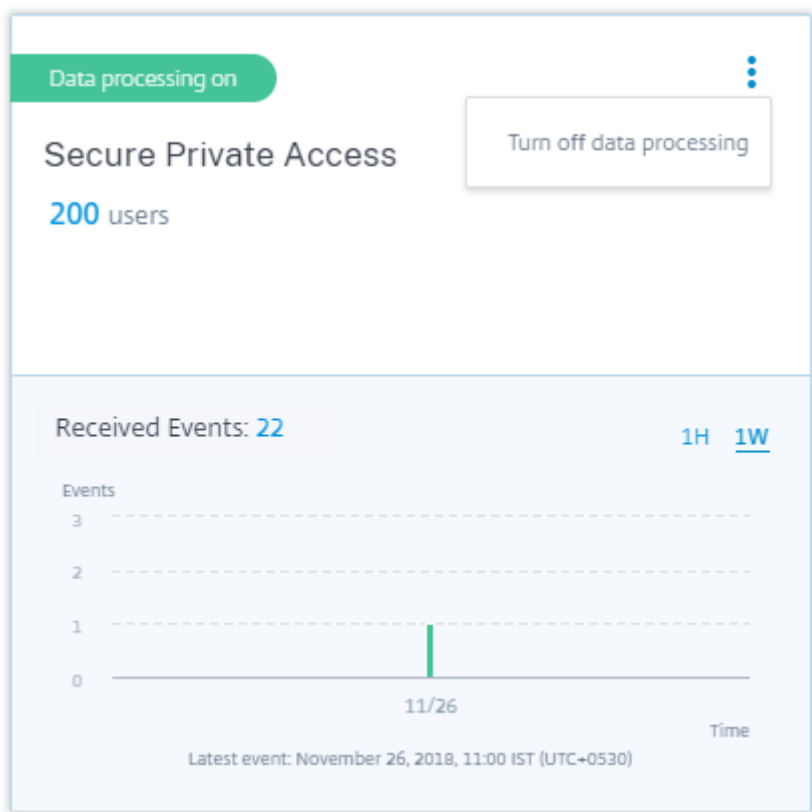 Data processing on
Turn off data processing
Secure Private Access
200 users
Received Events: 22
1H 1W
Events
3
2
1
0
11/26
Time
Latest event: November 26, 2018, 11:00 IST (UTC+0530)